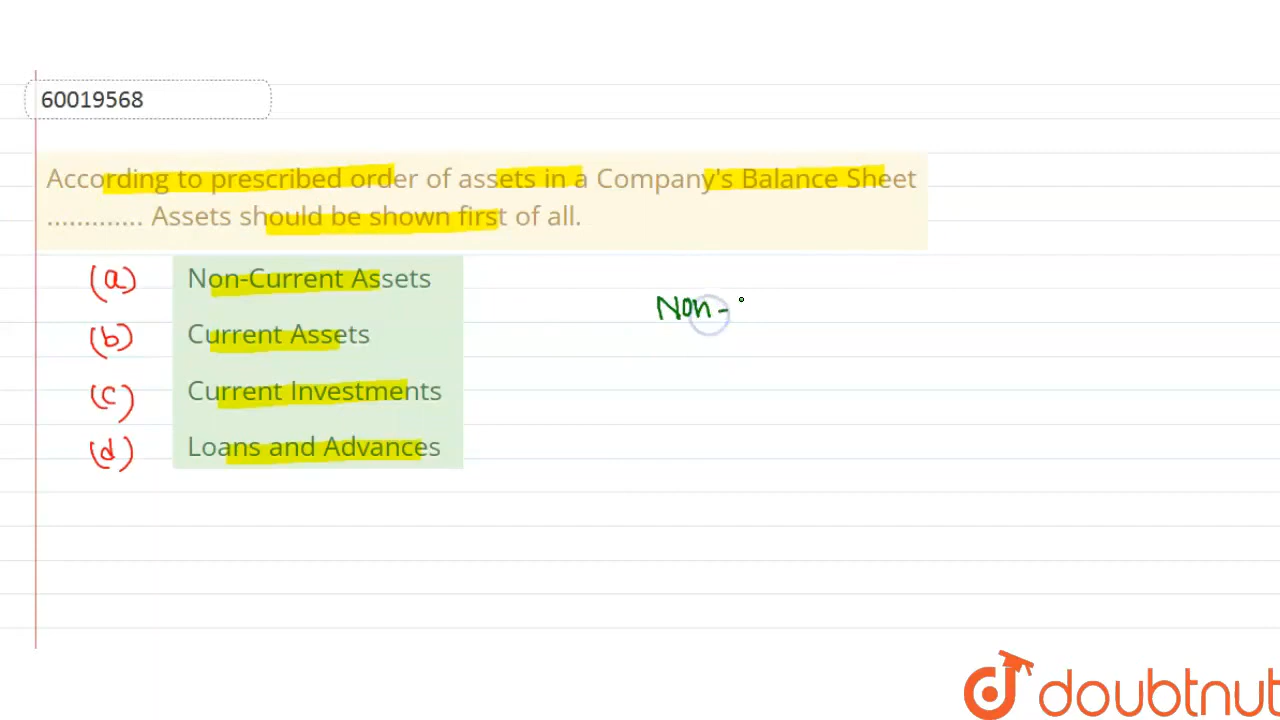 60019568
According to prescribed order of assets in a Company's Balance Sheet
............. Assets should be shown first of all.
(a) Non-Current Assets
Non -
(b) Current Assets
(c) Current Investments
(d) Loans and Advances
doubtnut